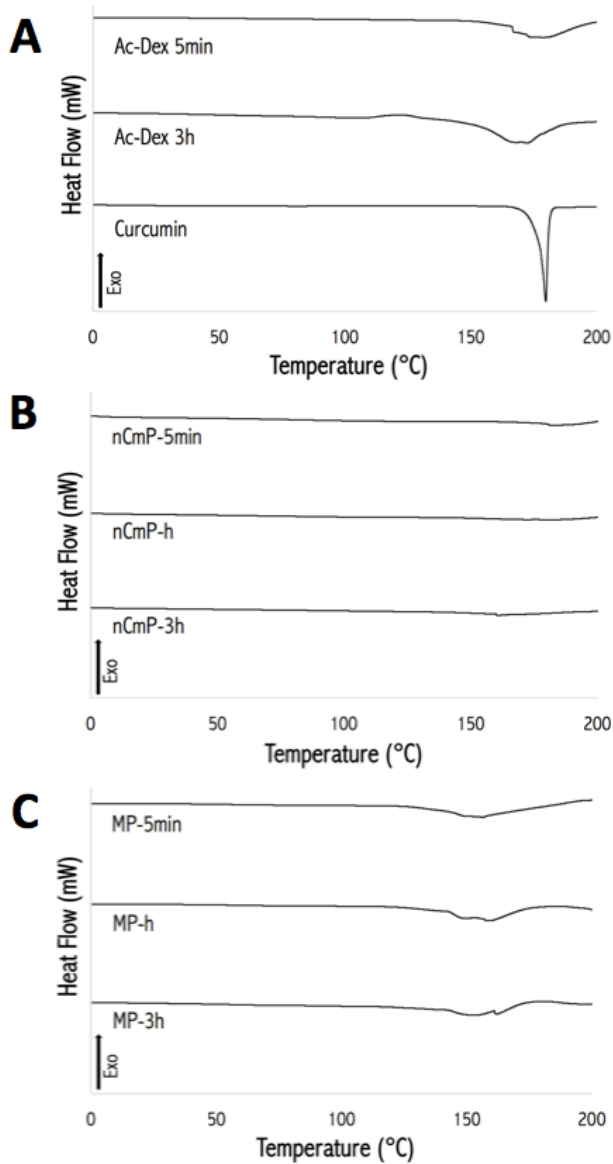 A
Heat Flow (mW)
Ac-Dex 5min
Ac-Dex 3h
Curcumin
Exo
0 50 100 150 200
Temperature (°C)
B
Heat Flow (mW)
nCmP-5min
nCmP-h
nCmP-3h
Exo
0 50 100 150 200
Temperature (°C)
C
Heat Flow (mW)
MP-5min
MP-h
MP-3h
Exo
0 50 100 150 200
Temperature (°C)